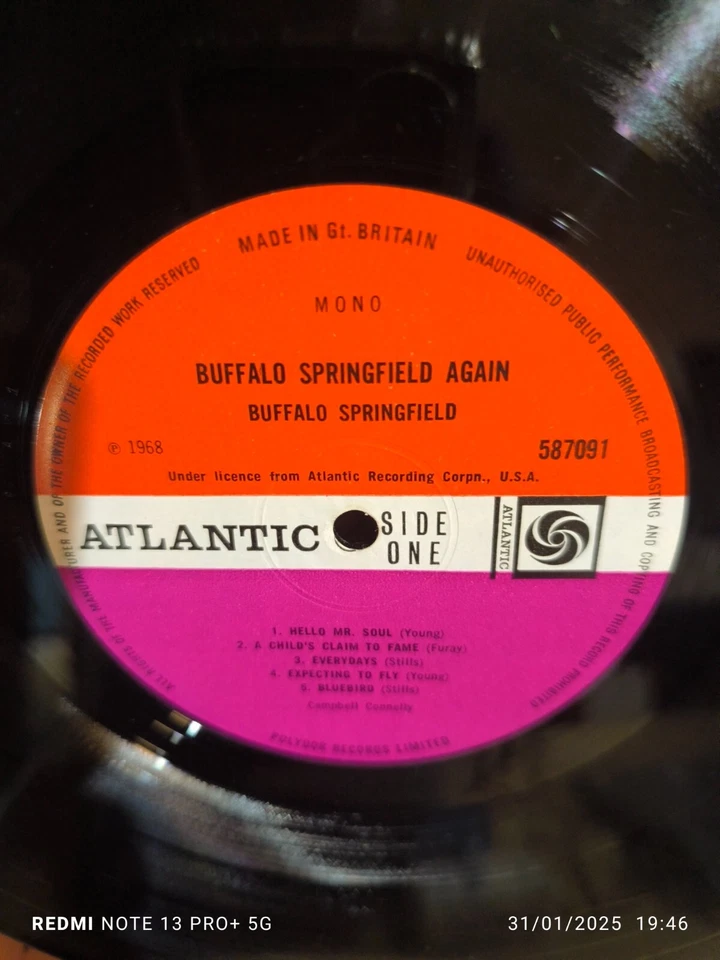 MADE IN Gt. BRITAIN
UNAUTHORISED PUBLIC PERFORMANCE BROADCASTING AND COPYING OF THIS RECORD PROHIBITED
ALL RIGHTS OF THE MANUFACTURER AND OF THE OWNER OF THE RECORDED WORK RESERVED
MONO
BUFFALO SPRINGFIELD AGAIN
BUFFALO SPRINGFIELD
℗ 1968
587091
Under licence from Atlantic Recording Corpn., U.S.A.
ATLANTIC
SIDE
ONE
ATLANTIC
1. HELLO MR. SOUL (Young)
2. A CHILD'S CLAIM TO FAME (Furay)
3. EVERYDAYS (Stills)
4. EXPECTING TO FLY (Young)
5. BLUEBIRD (Stills)
Campbell Connelly
POLYDOR RECORDS LIMITED
REDMI NOTE 13 PRO+ 5G
31/01/2025 19:46